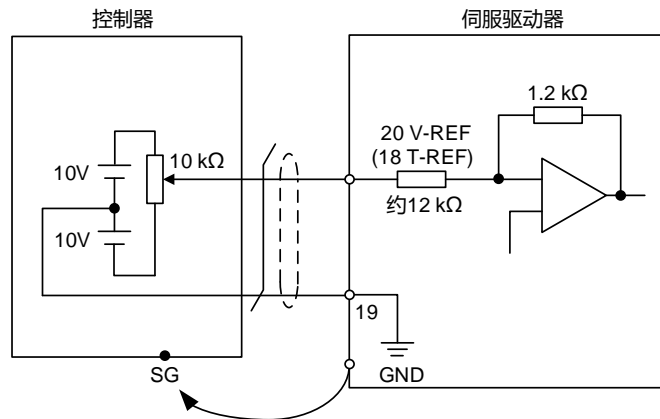 控制器
伺服驱动器
1.2 kΩ
20 V-REF
(18 T-REF)
10 kΩ
10V
约12 kΩ
10V
19
SG
GND